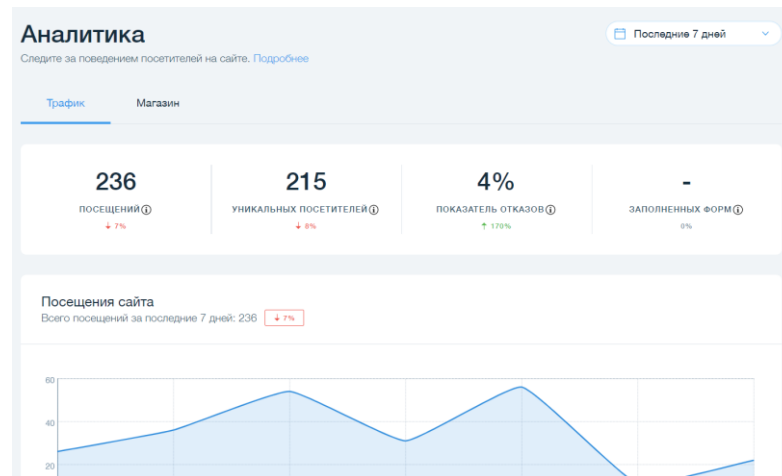 Аналитика
Последние 7 дней
Следите за поведением посетителей на сайте. Подробнее
Трафик Магазин
236 215 4% -
ПОСЕЩЕНИЙ УНИКАЛЬНЫХ ПОСЕТИТЕЛЕЙ ПОКАЗАТЕЛЬ ОТКАЗОВ ЗАПОЛНЕННЫХ ФОРМ
↓ 7% ↓ 8% ↑ 170% 0%
Посещения сайта
Всего посещений за последние 7 дней: 236 ↓ 7%
60
40
20